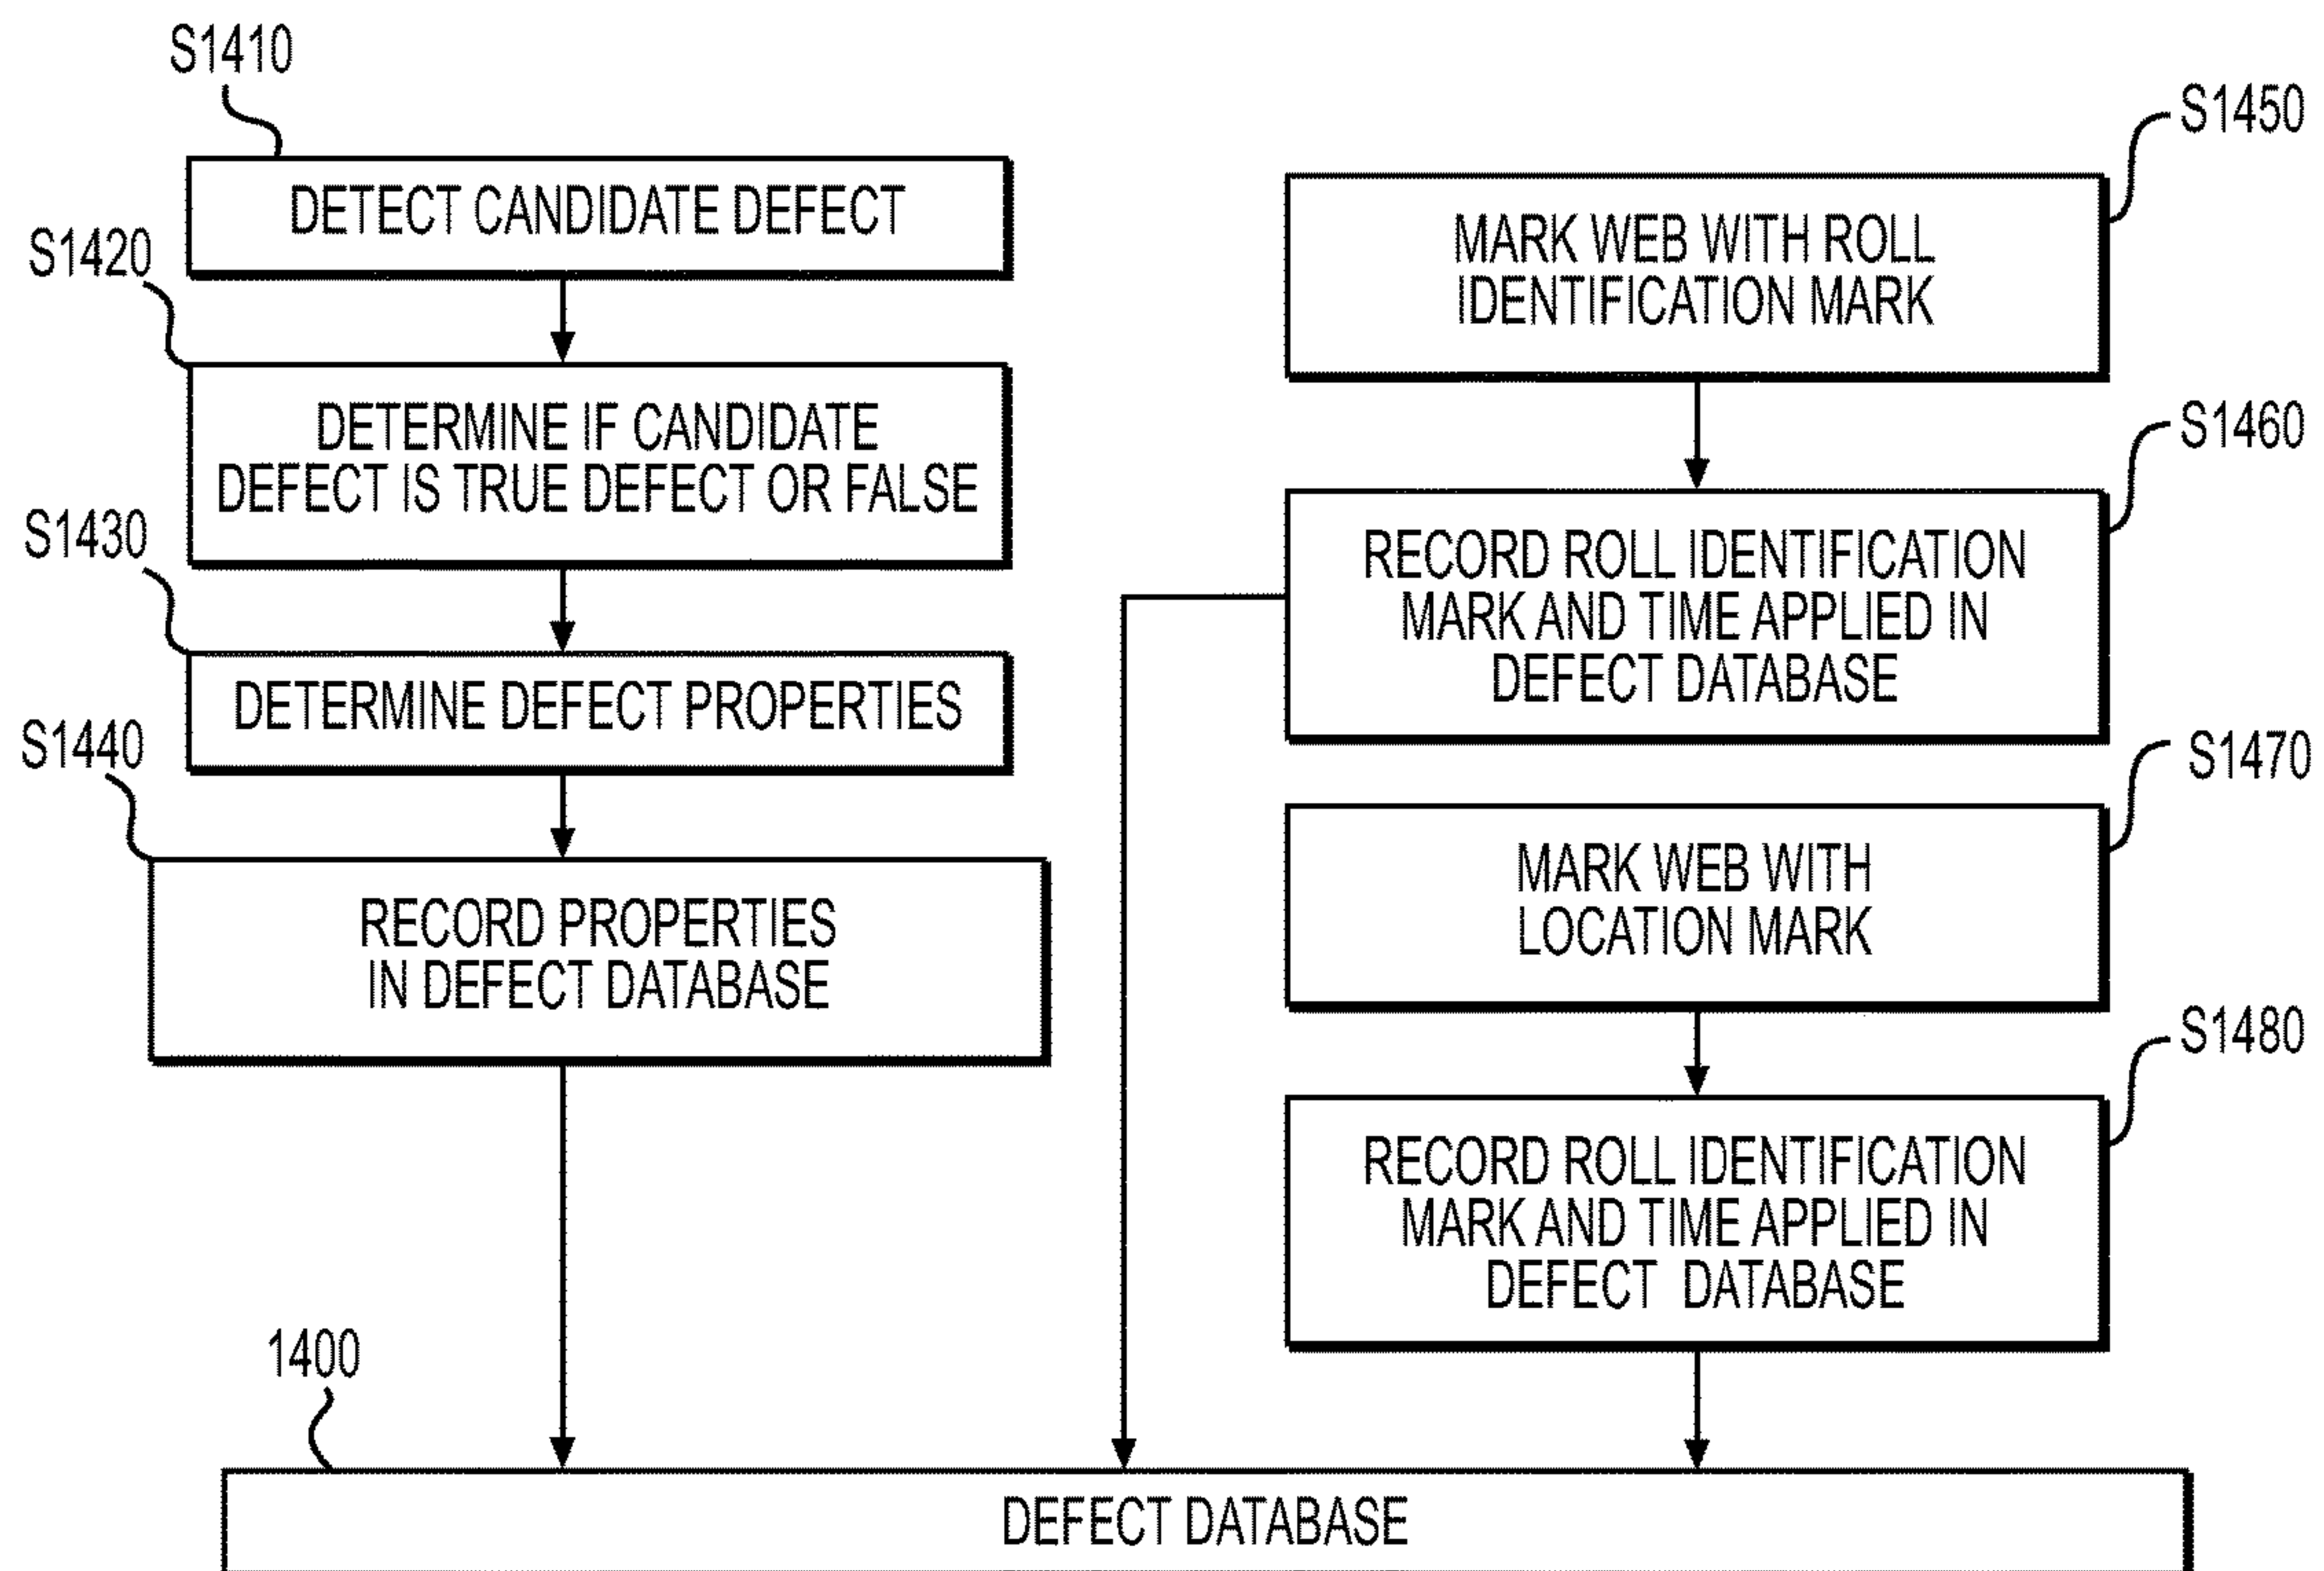 S1410
DETECT CANDIDATE DEFECT
S1420
DETERMINE IF CANDIDATE
DEFECT IS TRUE DEFECT OR FALSE
S1430
DETERMINE DEFECT PROPERTIES
S1440
RECORD PROPERTIES
IN DEFECT DATABASE
S1450
MARK WEB WITH ROLL
IDENTIFICATION MARK
S1460
RECORD ROLL IDENTIFICATION
MARK AND TIME APPLIED IN
DEFECT DATABASE
S1470
MARK WEB WITH
LOCATION MARK
S1480
RECORD ROLL IDENTIFICATION
MARK AND TIME APPLIED IN
DEFECT DATABASE
1400
DEFECT DATABASE